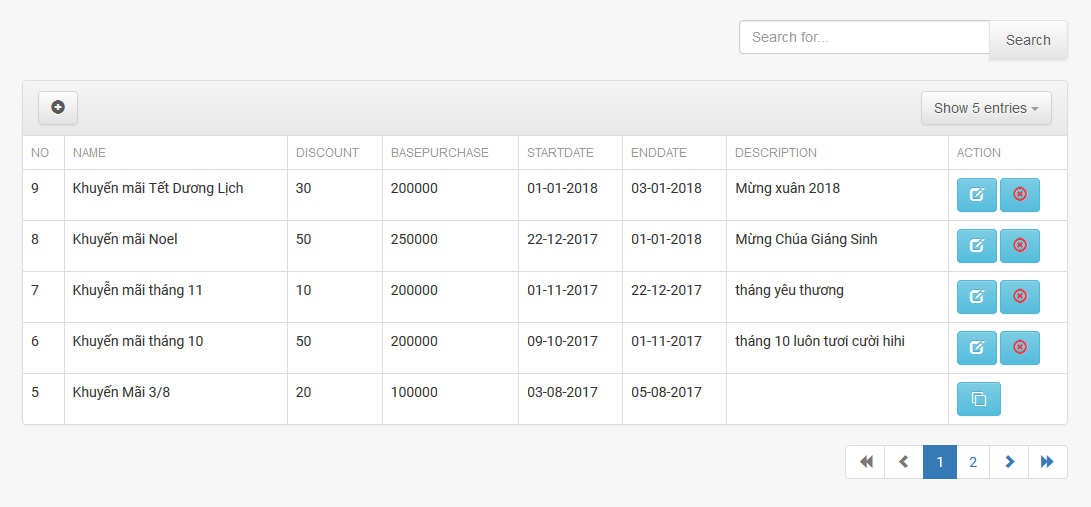 Search for...
Search
Show 5 entries
NO NAME DISCOUNT BASEPURCHASE STARTDATE ENDDATE DESCRIPTION ACTION
9 Khuyến mãi Tết Dương Lịch 30 200000 01-01-2018 03-01-2018 Mừng xuân 2018
8 Khuyến mãi Noel 50 250000 22-12-2017 01-01-2018 Mừng Chúa Giáng Sinh
7 Khuyễn mãi tháng 11 10 200000 01-11-2017 22-12-2017 tháng yêu thương
6 Khuyến mãi tháng 10 50 200000 09-10-2017 01-11-2017 tháng 10 luôn tươi cười hihi
5 Khuyến Mãi 3/8 20 100000 03-08-2017 05-08-2017
1 2